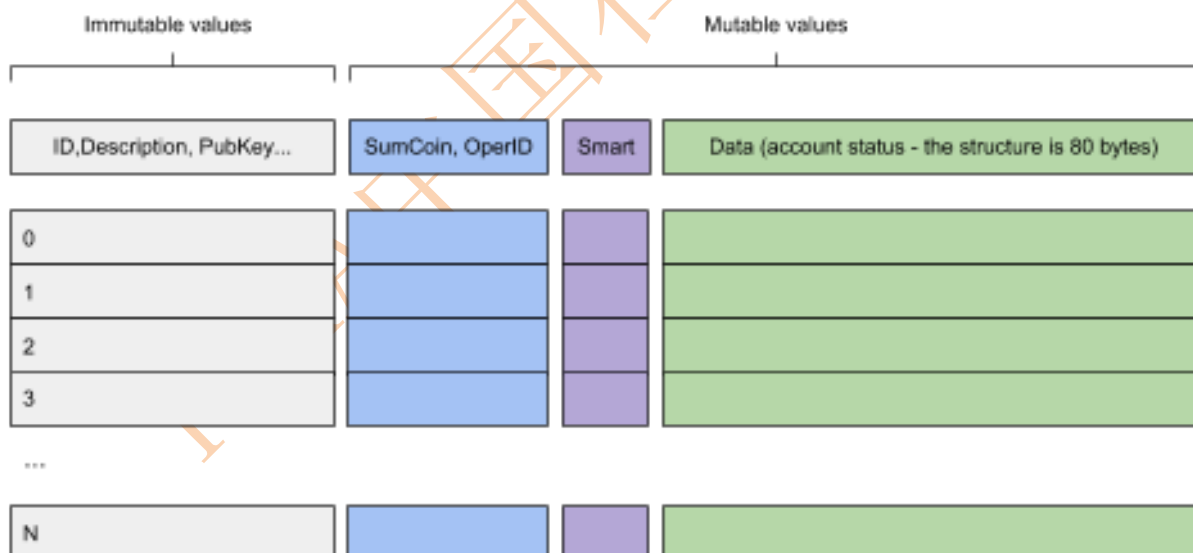 Immutable values
Mutable values
ID,Description, PubKey...
SumCoin, OperID
Smart
Data (account status - the structure is 80 bytes)
0
1
2
3
...
N
国